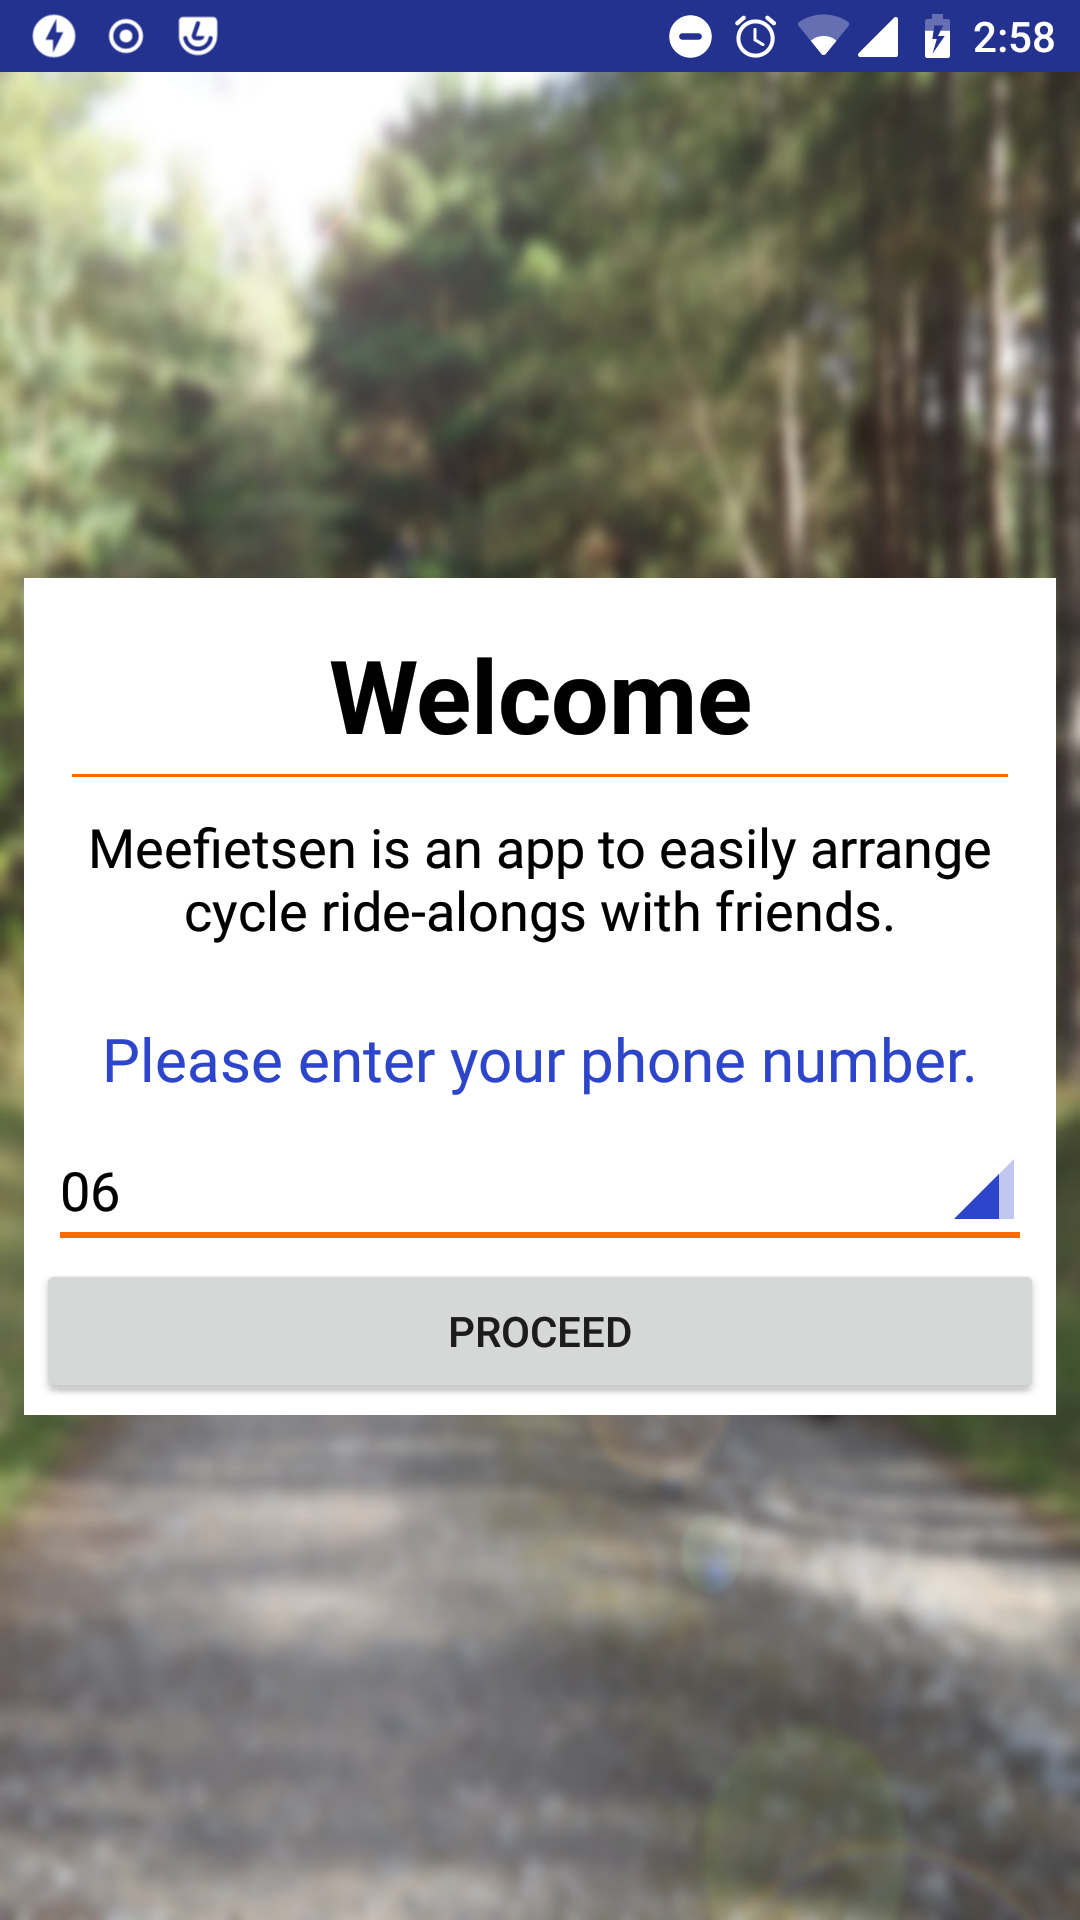 2:58
Welcome
Meefietsen is an app to easily arrange
cycle ride-alongs with friends.
Please enter your phone number.
06
PROCEED